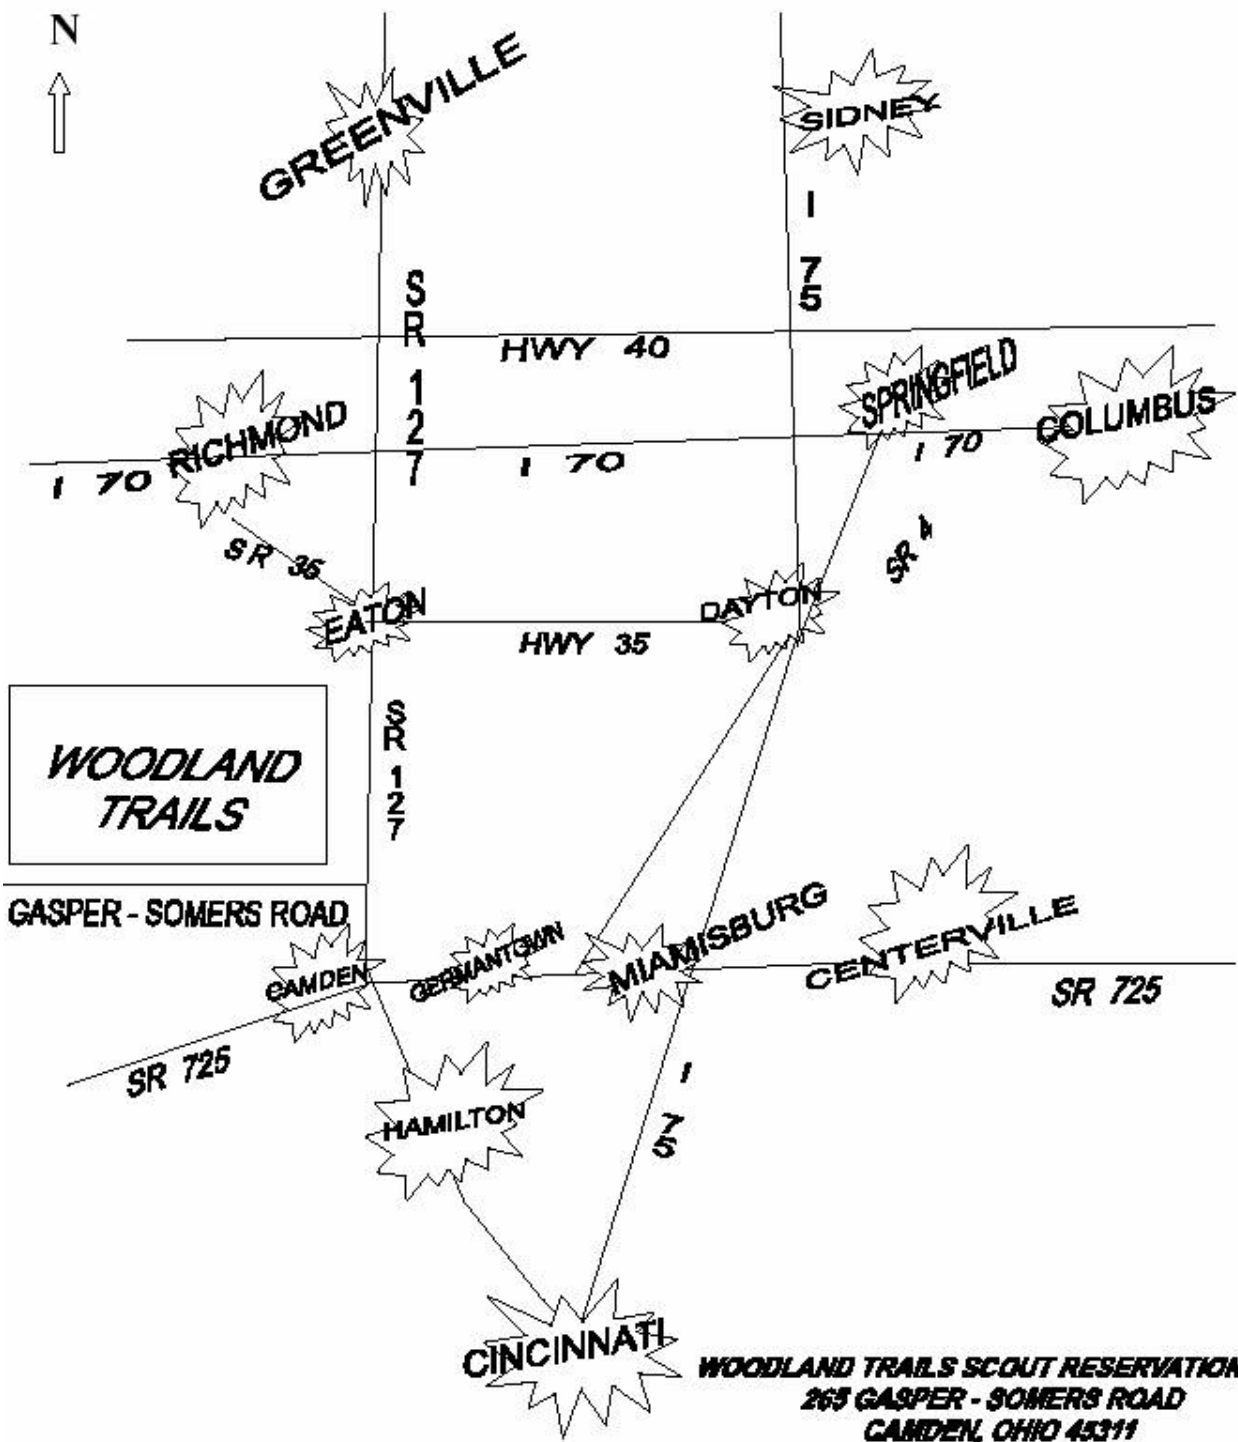 N
GREENVILLE
SIDNEY
I 75
SR 127
HWY 40
SPRINGFIELD
COLUMBUS
RICHMOND
I 70
I 70
I 70
SR 4
SR 35
EATON
HWY 35
DAYTON
SR 127
WOODLAND
TRAILS
GASPER - SOMERS ROAD
CAMDEN
GERMANTOWN
MIAMISBURG
CENTERVILLE
SR 725
SR 725
I 75
HAMILTON
CINCINNATI
WOODLAND TRAILS SCOUT RESERVATION
265 GASPER - SOMERS ROAD
CAMDEN, OHIO 45311